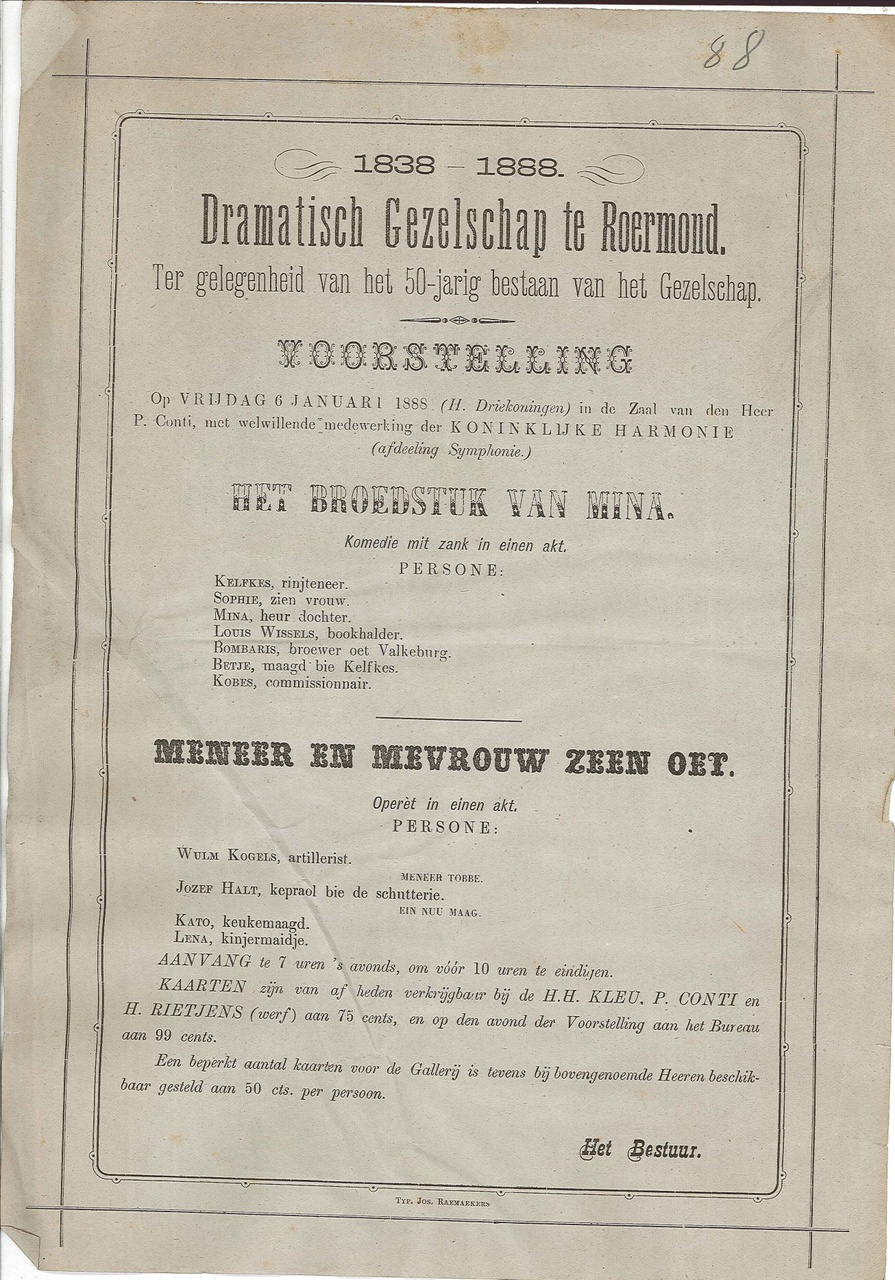 88
1838 – 1888.
Dramatisch Gezelschap te Roermond.
Ter gelegenheid van het 50-jarig bestaan van het Gezelschap.
VOORSTELLING
Op VRIJDAG 6 JANUARI 1888 (H. Driekoningen) in de Zaal van den Heer
P. Conti, met welwillende medewerking der KONINKLIJKE HARMONIE
(afdeeling Symphonie.)
HET BROEDSTUK VAN MINA.
Komedie mit zank in einen akt.
PERSONE:
KELFKES, rinjteneer.
SOPHIE, zien vrouw.
MINA, heur dochter.
LOUIS WISSELS, bookhalder.
BOMBARIS, broewer oet Valkeburg.
BETJE, maagd bie Kelfkes.
KOBES, commissionnair.
MENEER EN MEVROUW ZEEN OET.
Operèt in einen akt.
PERSONE:
WULM KOGELS, artillerist.
MENEER TOBBE.
JOZEF HALT, kepraol bie de schutterie.
EIN NUU MAAG.
KATO, keukemaagd.
LENA, kinjermaidje.
AANVANG te 7 uren 's avonds, om vóór 10 uren te eindigen.
KAARTEN zijn van af heden verkrijgbaar bij de H.H. KLEU, P. CONTI en
H. RIETJENS (werf) aan 75 cents, en op den avond der Voorstelling aan het Bureau
aan 99 cents.
Een beperkt aantal kaarten voor de Gallerij is tevens bij bovengenoemde Heeren beschik-
baar gesteld aan 50 cts. per persoon.
Het Bestuur.
TYP. JOS. RAEMAEKERS